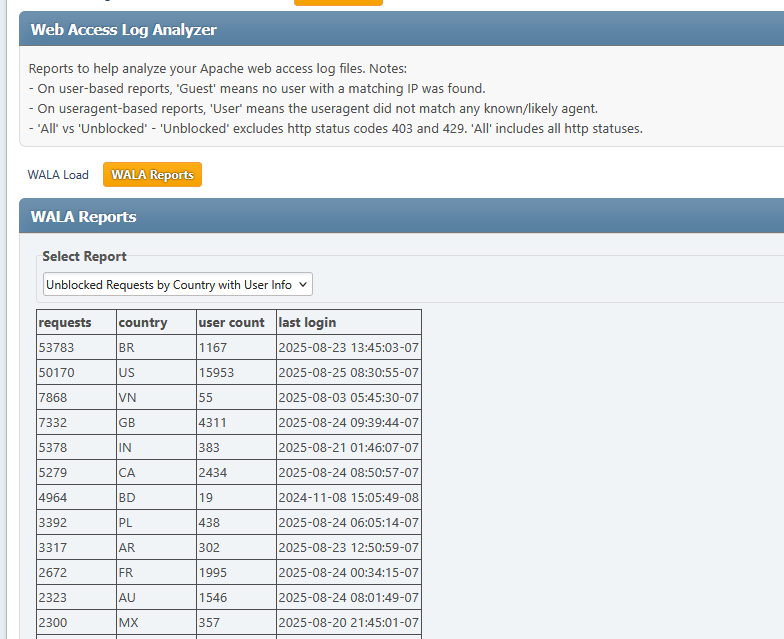 Web Access Log Analyzer
Reports to help analyze your Apache web access log files. Notes:
- On user-based reports, 'Guest' means no user with a matching IP was found.
- On useragent-based reports, 'User' means the useragent did not match any known/likely agent.
- 'All' vs 'Unblocked' - 'Unblocked' excludes http status codes 403 and 429. 'All' includes all http statuses.
WALA Load WALA Reports
WALA Reports
Select Report
Unblocked Requests by Country with User Info
requests country user count last login
53783 BR 1167 2025-08-23 13:45:03-07
50170 US 15953 2025-08-25 08:30:55-07
7868 VN 55 2025-08-03 05:45:30-07
7332 GB 4311 2025-08-24 09:39:44-07
5378 IN 383 2025-08-21 01:46:07-07
5279 CA 2434 2025-08-24 08:50:57-07
4964 BD 19 2024-11-08 15:05:49-08
3392 PL 438 2025-08-24 06:05:14-07
3317 AR 302 2025-08-23 12:50:59-07
2672 FR 1995 2025-08-24 00:34:15-07
2323 AU 1546 2025-08-24 08:01:49-07
2300 MX 357 2025-08-20 21:45:01-07